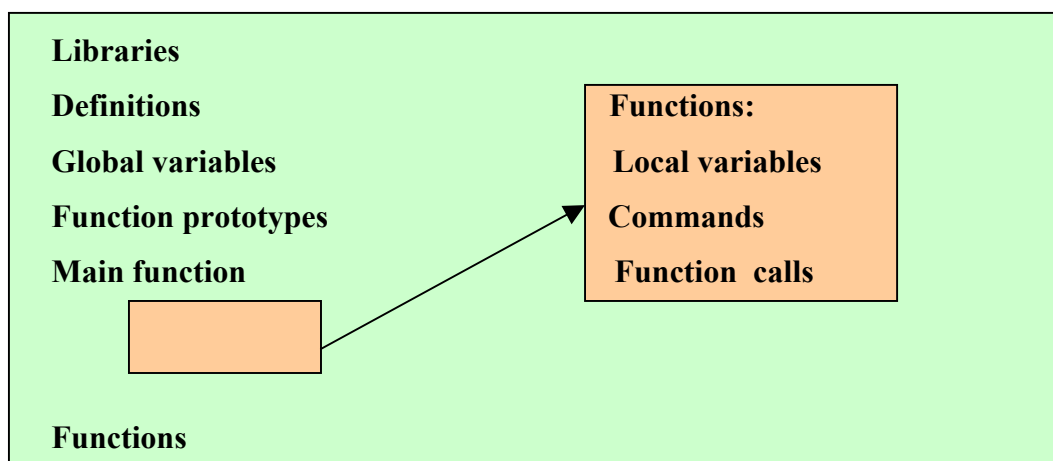 Libraries
Definitions
Global variables
Function prototypes
Main function
Functions
Functions:
Local variables
Commands
Function calls